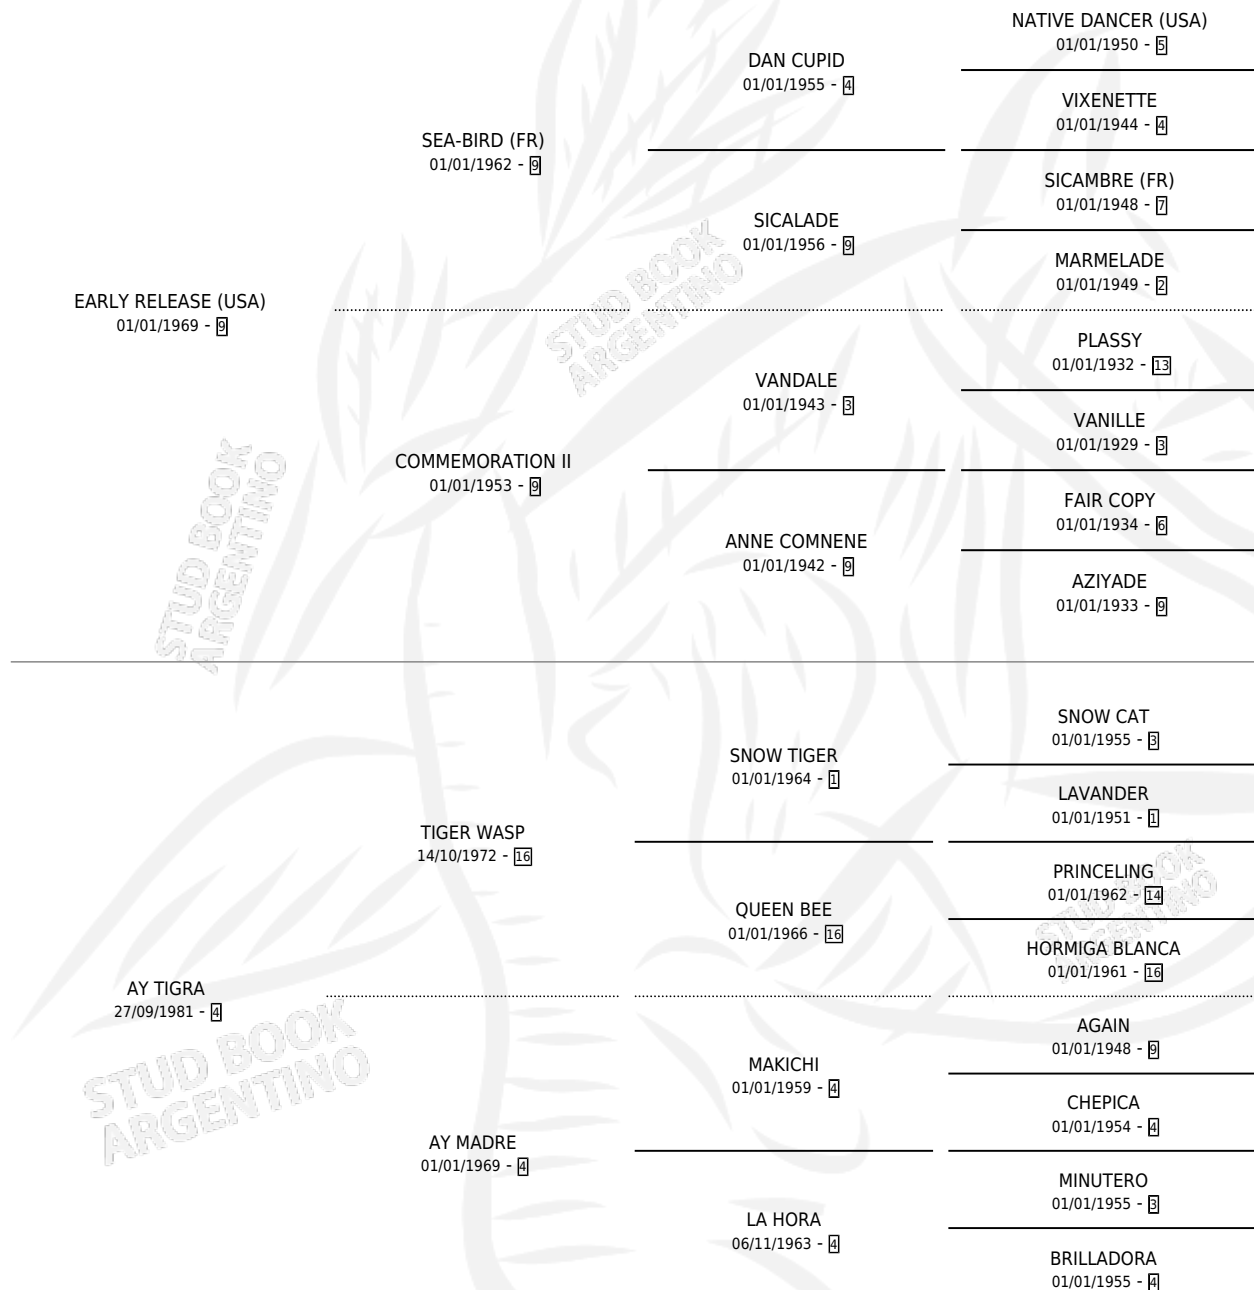 NATIVE DANCER (USA)
01/01/1950 - 5
DAN CUPID
01/01/1955 - 4
VIXENETTE
01/01/1944 - 4
SEA-BIRD (FR)
01/01/1962 - 9
SICAMBRE (FR)
01/01/1948 - 7
SICALADE
01/01/1956 - 9
MARMELADE
01/01/1949 - 2
EARLY RELEASE (USA)
01/01/1969 - 9
PLASSY
01/01/1932 - 13
VANDALE
01/01/1943 - 3
VANILLE
01/01/1929 - 3
COMMEMORATION II
01/01/1953 - 9
FAIR COPY
01/01/1934 - 6
ANNE COMNENE
01/01/1942 - 9
AZIYADE
01/01/1933 - 9
SNOW CAT
01/01/1955 - 3
SNOW TIGER
01/01/1964 - 1
LAVANDER
01/01/1951 - 1
TIGER WASP
14/10/1972 - 16
PRINCELING
01/01/1962 - 14
QUEEN BEE
01/01/1966 - 16
HORMIGA BLANCA
01/01/1961 - 16
AY TIGRA
27/09/1981 - 4
AGAIN
01/01/1948 - 9
MAKICHI
01/01/1959 - 4
CHEPICA
01/01/1954 - 4
AY MADRE
01/01/1969 - 4
MINUTERO
01/01/1955 - 3
LA HORA
06/11/1963 - 4
BRILLADORA
01/01/1955 - 4
STUD BOOK
ARGENTINO
STUD BOOK
ARGENTINO
STUD BOOK
ARGENTINO
STUD BOOK
ARGENTINO